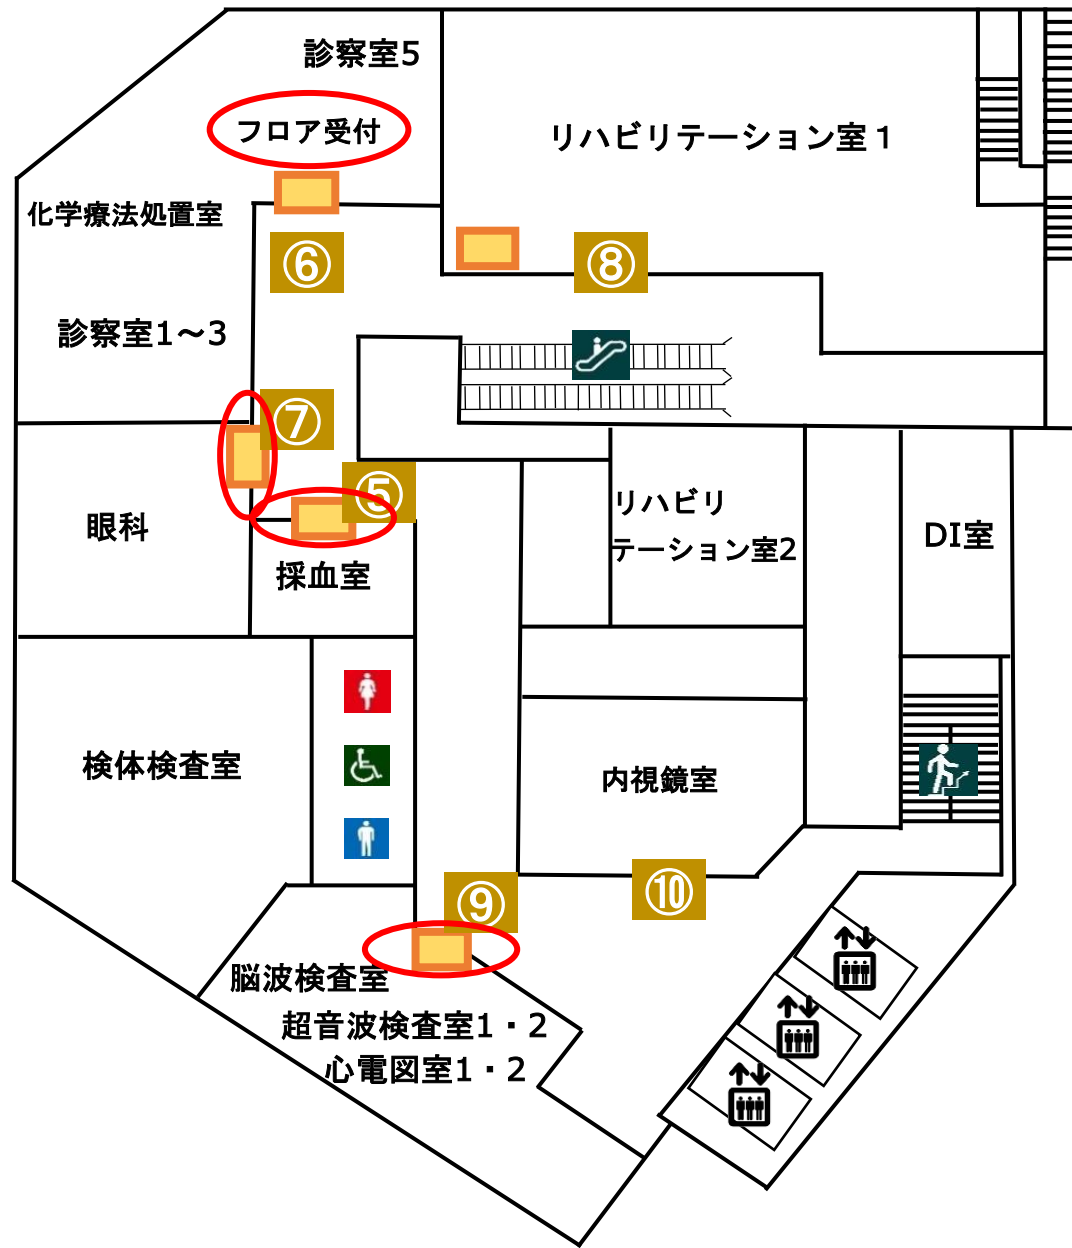 診察室5
フロア受付
リハビリテーション室1
化学療法処置室
⑥
⑧
診察室1～3
⑦
⑤
眼科
採血室
リハビリ
テーション室2
DI室
検体検査室
内視鏡室
⑨
⑩
脳波検査室
超音波検査室1・2
心電図室1・2